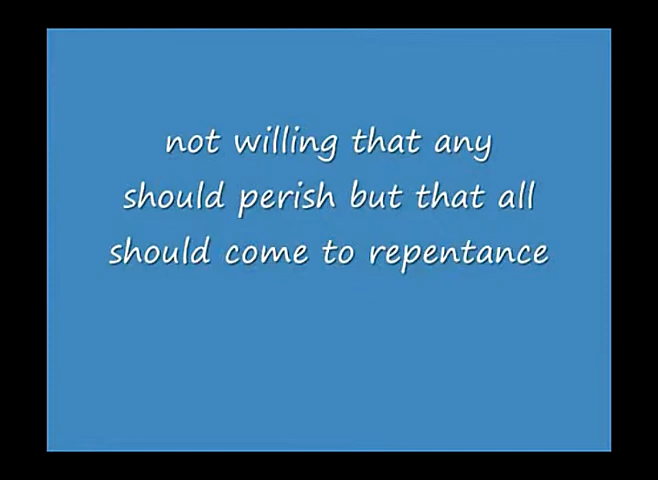 not willing that any
should perish but that all
should come to repentance